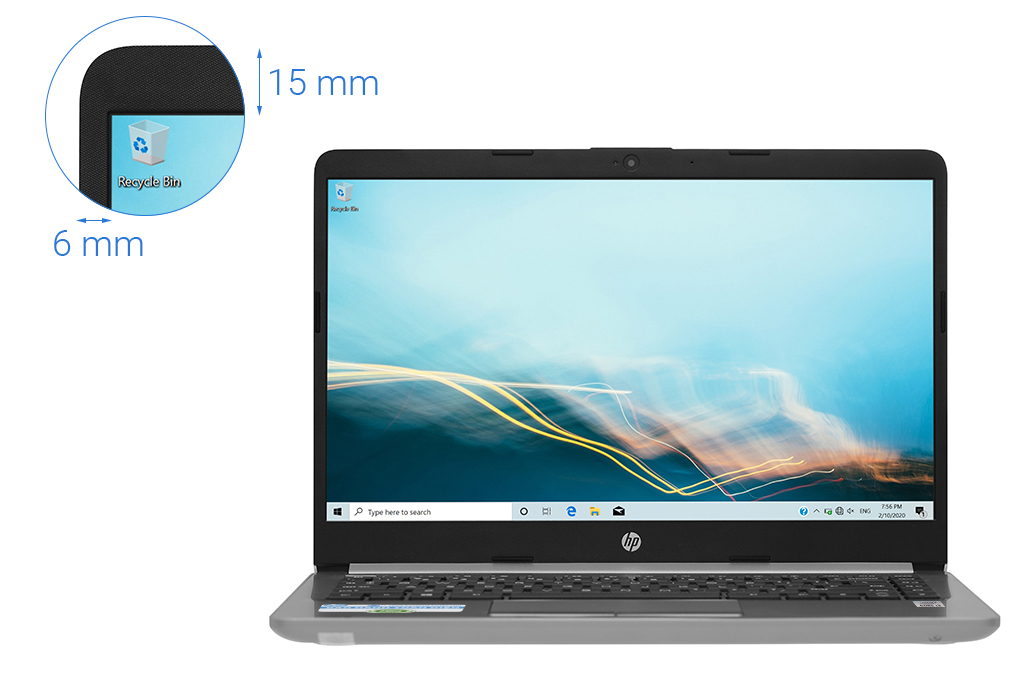 15 mm
Recycle Bin
6 mm
Recycle Bin
hp
Type here to search
ENG
7:56 PM
2/10/2020